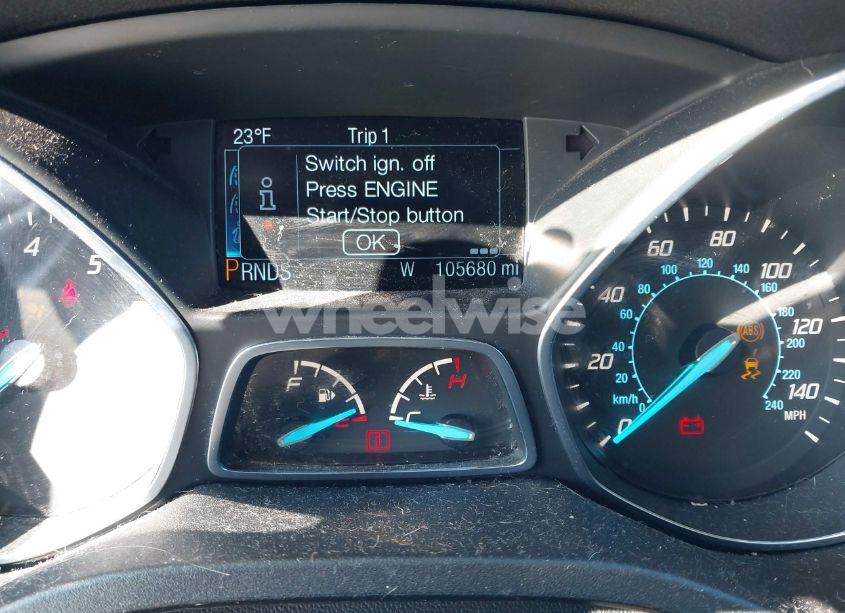 23°F Trip 1
Switch ign. off
Press ENGINE
Start/Stop button
OK
PRNDS W 105680 mi
wheelwise
4 5
F
H
C
0 20 40 60 80 100 120 140
MPH
0 20 40 60 80 100 120 140 160 180 200 220 240
km/h
ABS